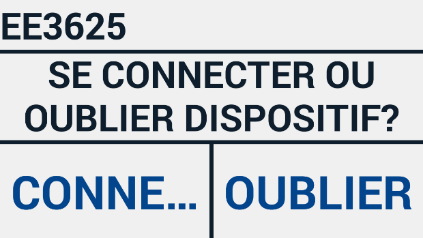 EE3625
SE CONNECTER OU
OUBLIER DISPOSITIF?
CONNE...
OUBLIER